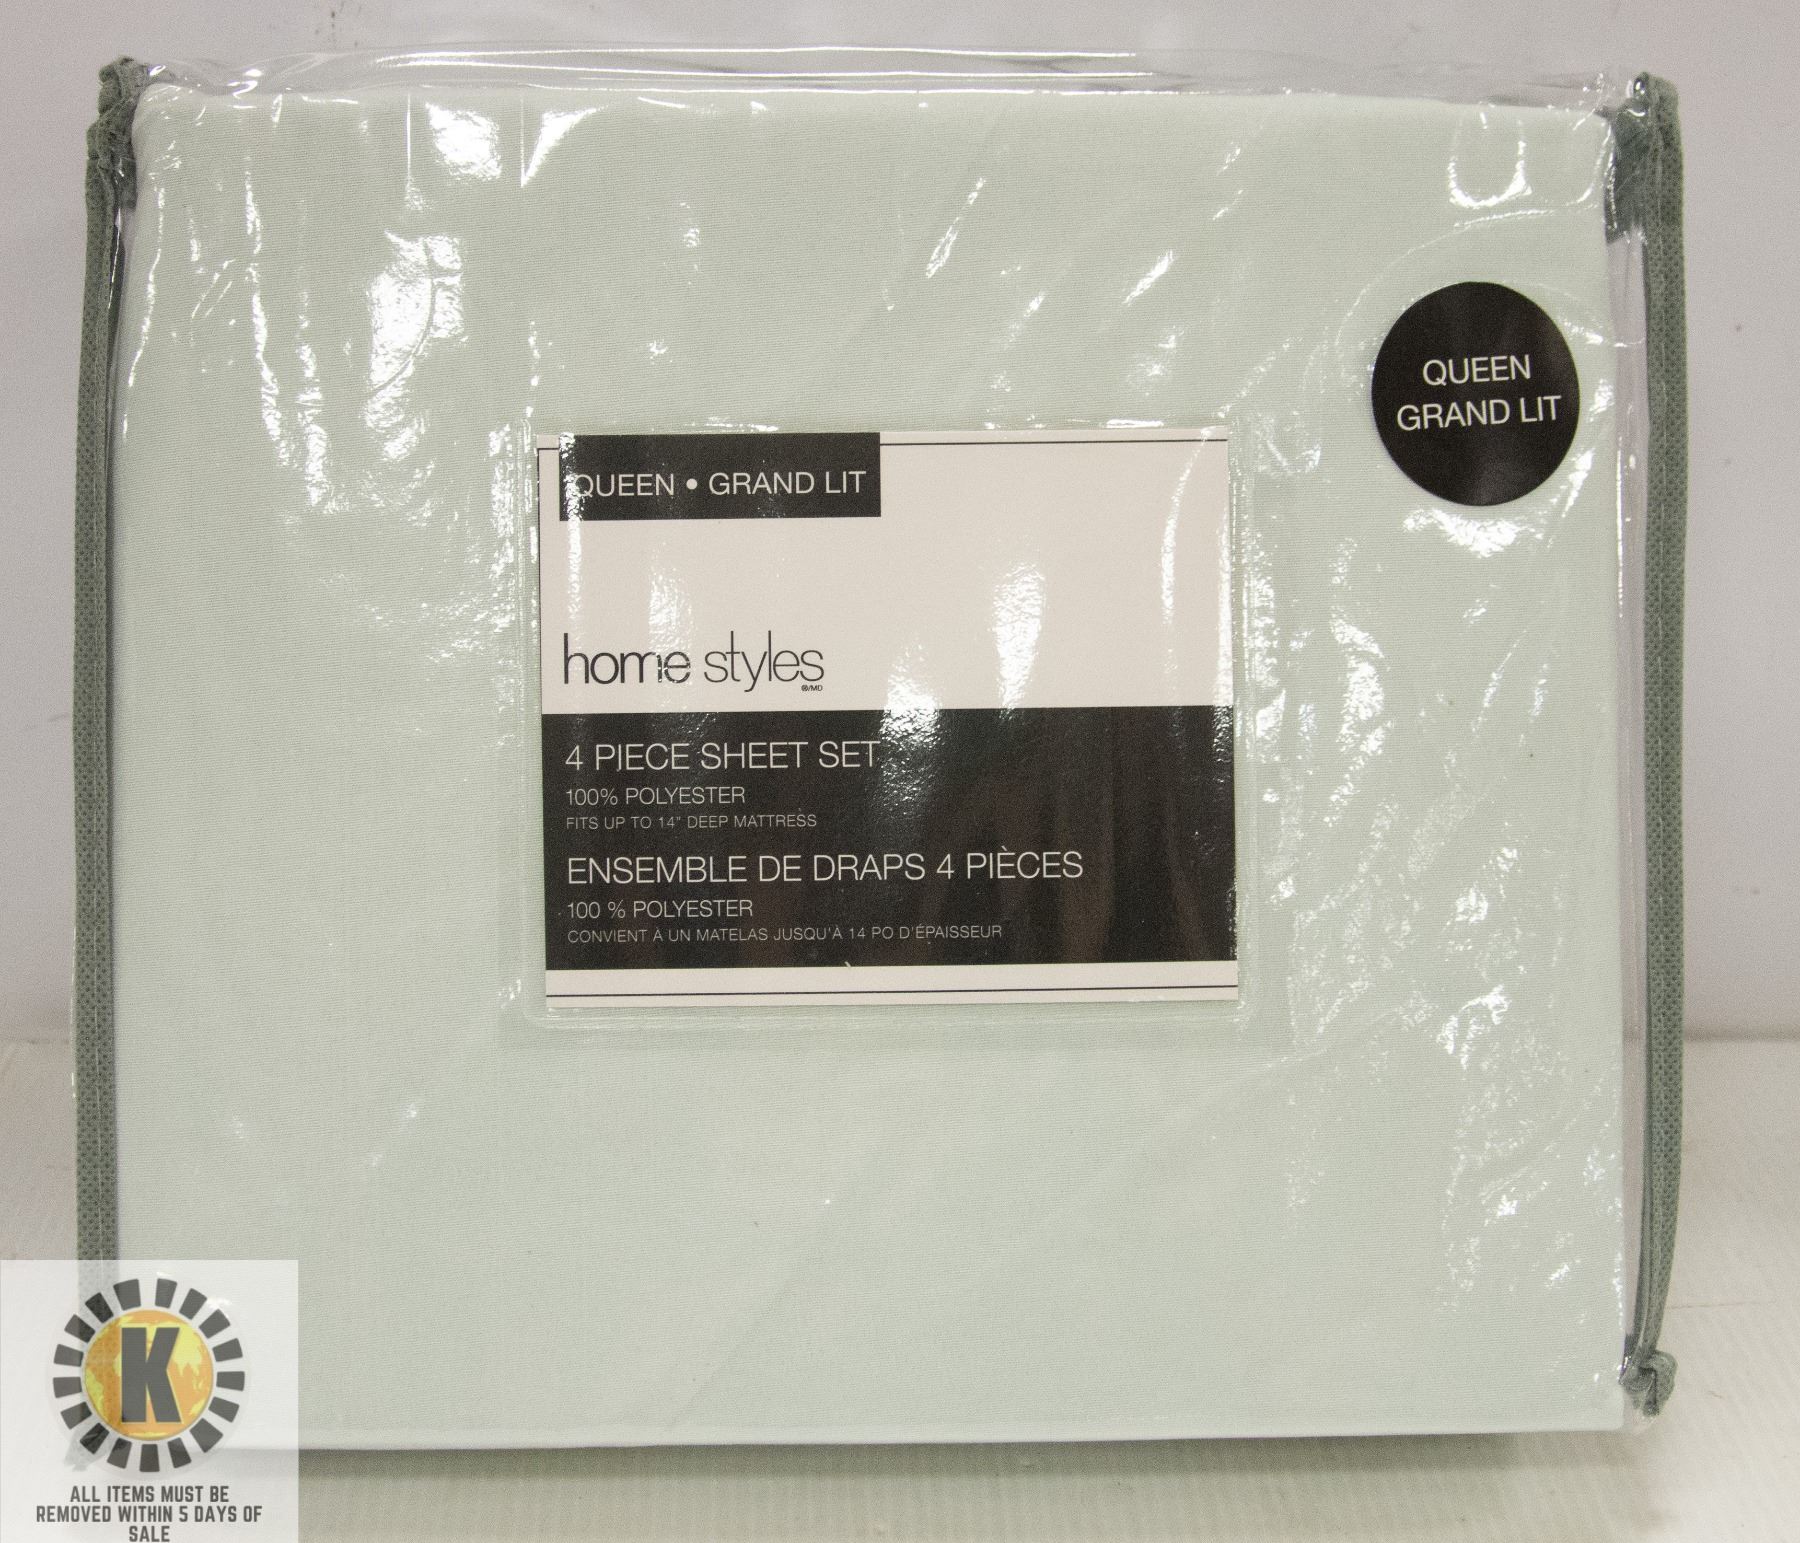 QUEEN
GRAND LIT
QUEEN • GRAND LIT
home styles
®/MD
4 PIECE SHEET SET
100% POLYESTER
FITS UP TO 14" DEEP MATTRESS
ENSEMBLE DE DRAPS 4 PIÈCES
100 % POLYESTER
CONVIENT À UN MATELAS JUSQU'À 14 PO D'ÉPAISSEUR
K
ALL ITEMS MUST BE
REMOVED WITHIN 5 DAYS OF
SALE